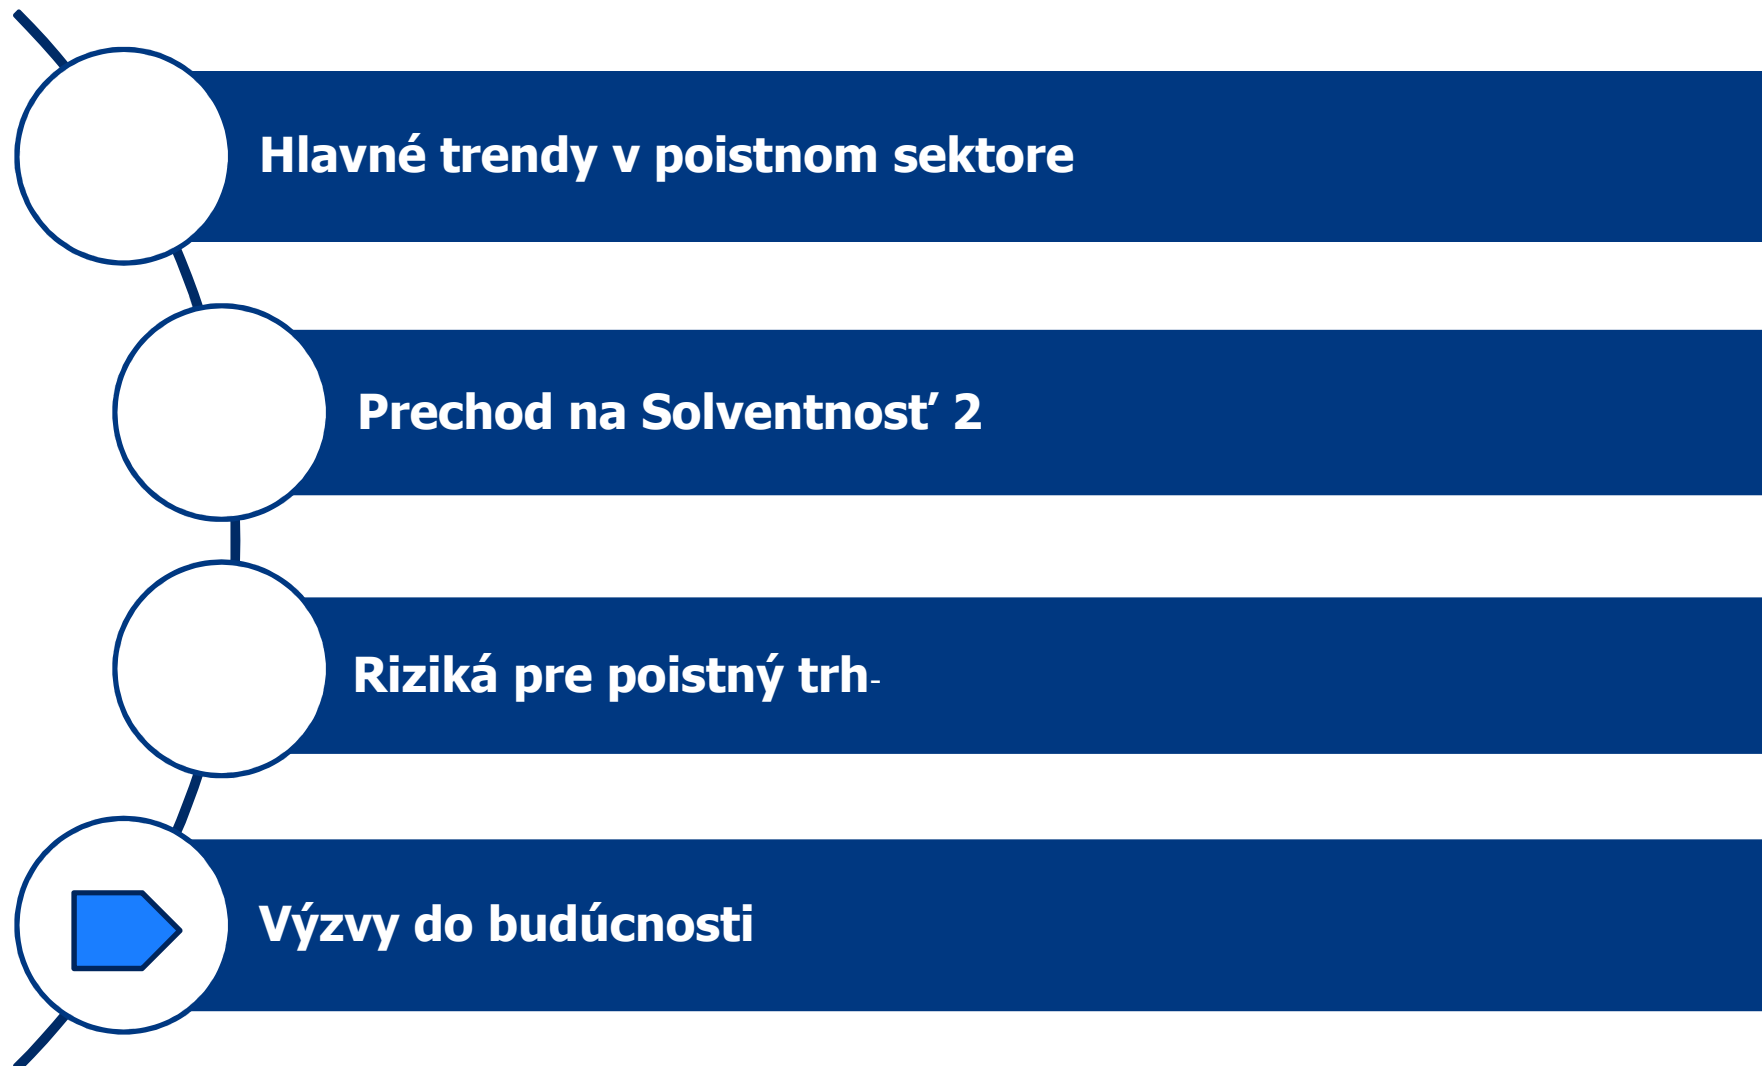 Hlavné trendy v poistnom sektore
Prechod na Solventnosť 2
Riziká pre poistný trh-
Výzvy do budúcnosti